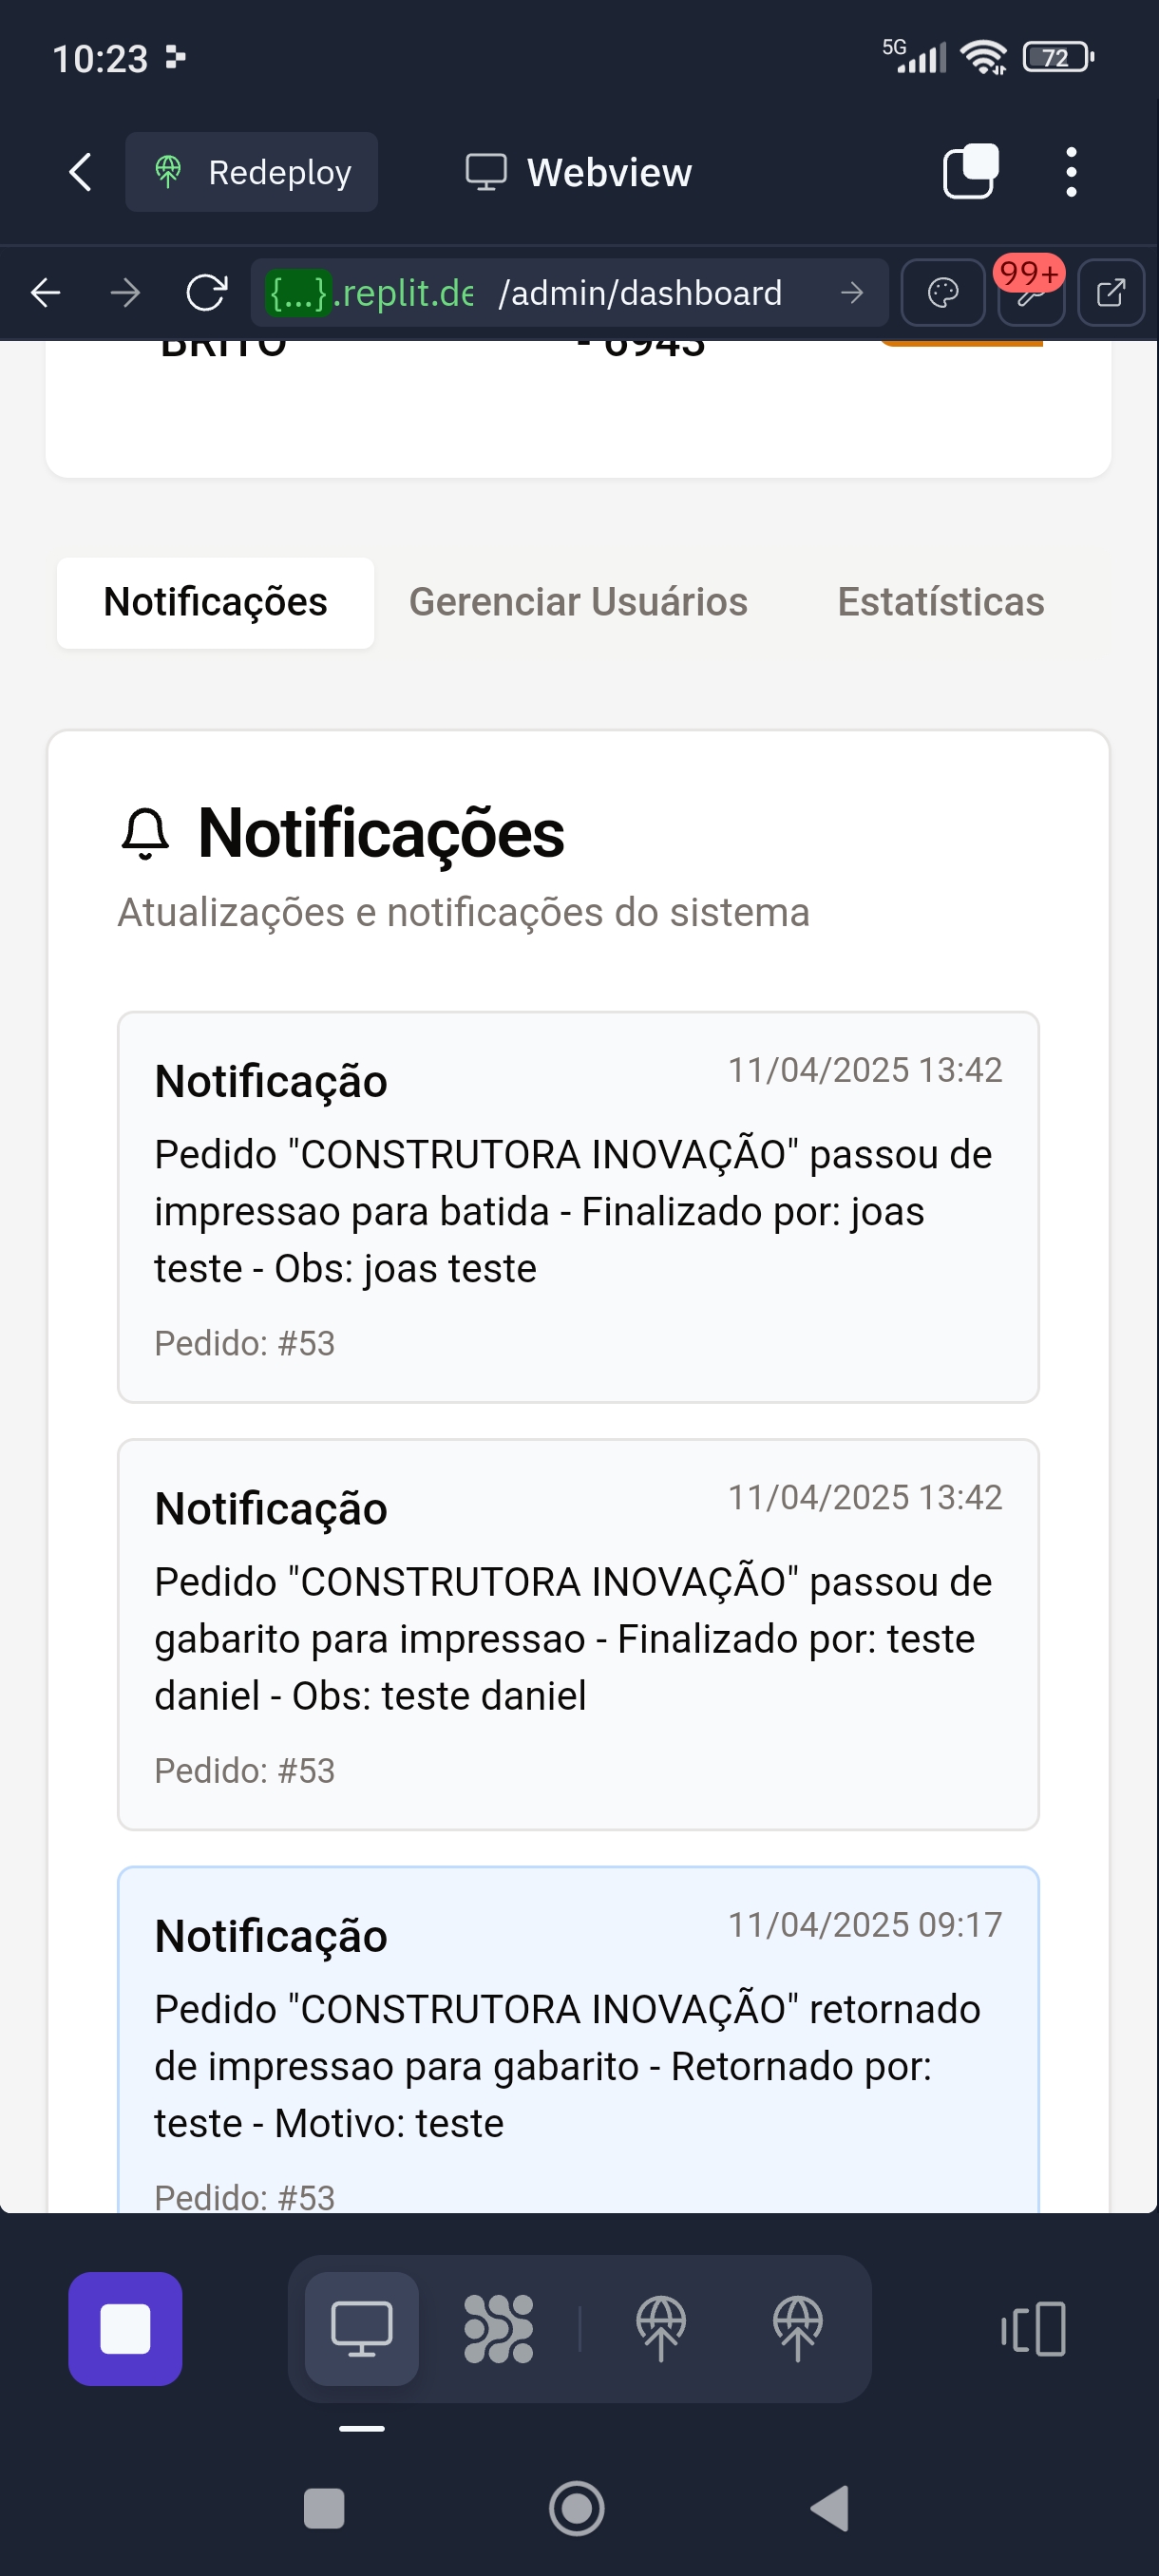 10:23
5G
72
Redeploy
Webview
{...}.replit.de /admin/dashboard
99+
BRITO - 6943
Notificações Gerenciar Usuários Estatísticas
Notificações
Atualizações e notificações do sistema
Notificação 11/04/2025 13:42
Pedido "CONSTRUTORA INOVAÇÃO" passou de
impressao para batida - Finalizado por: joas
teste - Obs: joas teste
Pedido: #53
Notificação 11/04/2025 13:42
Pedido "CONSTRUTORA INOVAÇÃO" passou de
gabarito para impressao - Finalizado por: teste
daniel - Obs: teste daniel
Pedido: #53
Notificação 11/04/2025 09:17
Pedido "CONSTRUTORA INOVAÇÃO" retornado
de impressao para gabarito - Retornado por:
teste - Motivo: teste
Pedido: #53